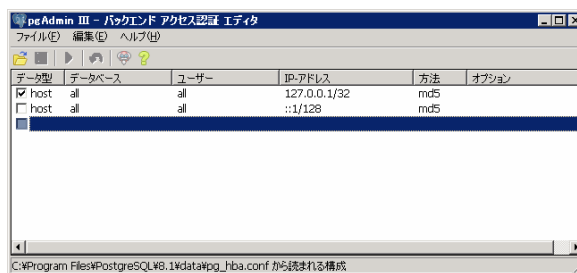 pgAdmin III - バックエンド アクセス認証 エディタ
ファイル(F) 編集(E) ヘルプ(H)
データ型 データベース ユーザー IP-アドレス 方法 オプション
host all all 127.0.0.1/32 md5
host all all ::1/128 md5
C:¥Program Files¥PostgreSQL¥8.1¥data¥pg_hba.conf から読まれる構成